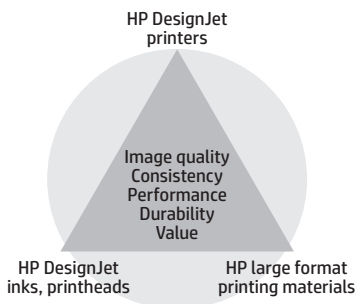 HP DesignJet
printers
Image quality
Consistency
Performance
Durability
Value
HP DesignJet
inks, printheads
HP large format
printing materials